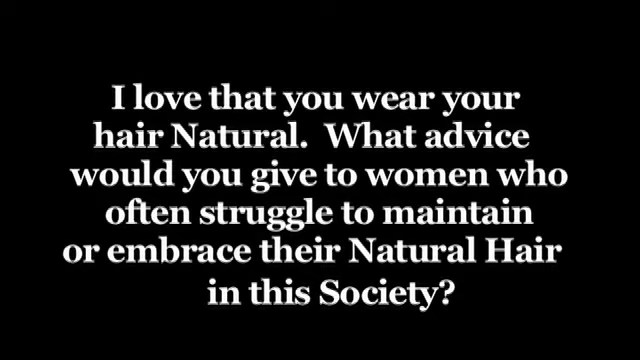 I love that you wear your
hair Natural. What advice
would you give to women who
often struggle to maintain
or embrace their Natural Hair
in this Society?